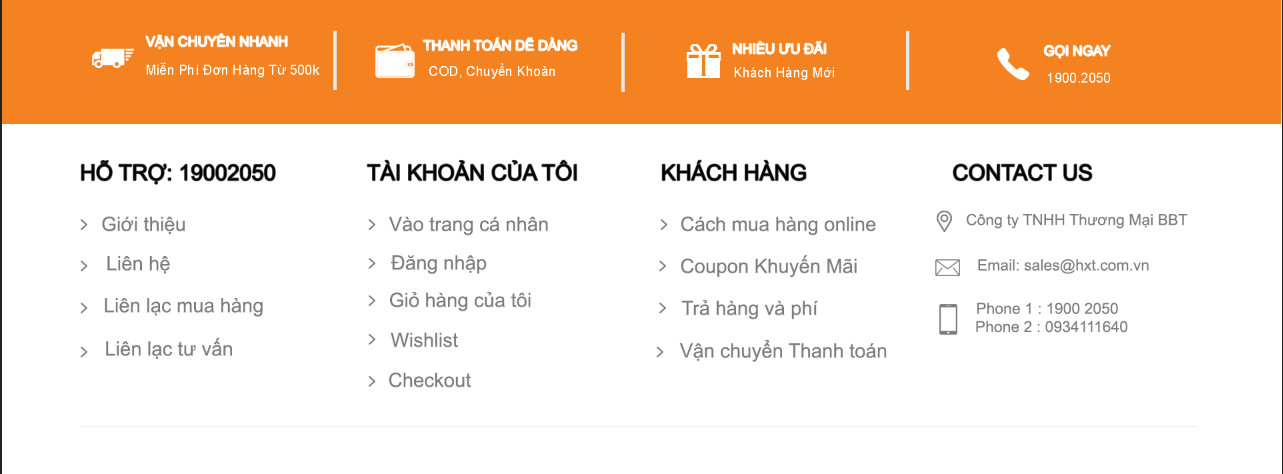 VẬN CHUYỂN NHANH
Miễn Phí Đơn Hàng Từ 500k
THANH TOÁN DỄ DÀNG
COD, Chuyển Khoản
NHIỀU ƯU ĐÃI
Khách Hàng Mới
GỌI NGAY
1900.2050
HỖ TRỢ: 19002050
Giới thiệu
Liên hệ
Liên lạc mua hàng
Liên lạc tư vấn
TÀI KHOẢN CỦA TÔI
Vào trang cá nhân
Đăng nhập
Giỏ hàng của tôi
Wishlist
Checkout
KHÁCH HÀNG
Cách mua hàng online
Coupon Khuyến Mãi
Trả hàng và phí
Vận chuyển Thanh toán
CONTACT US
Công ty TNHH Thương Mại BBT
Email: sales@hxt.com.vn
Phone 1 : 1900 2050
Phone 2 : 0934111640